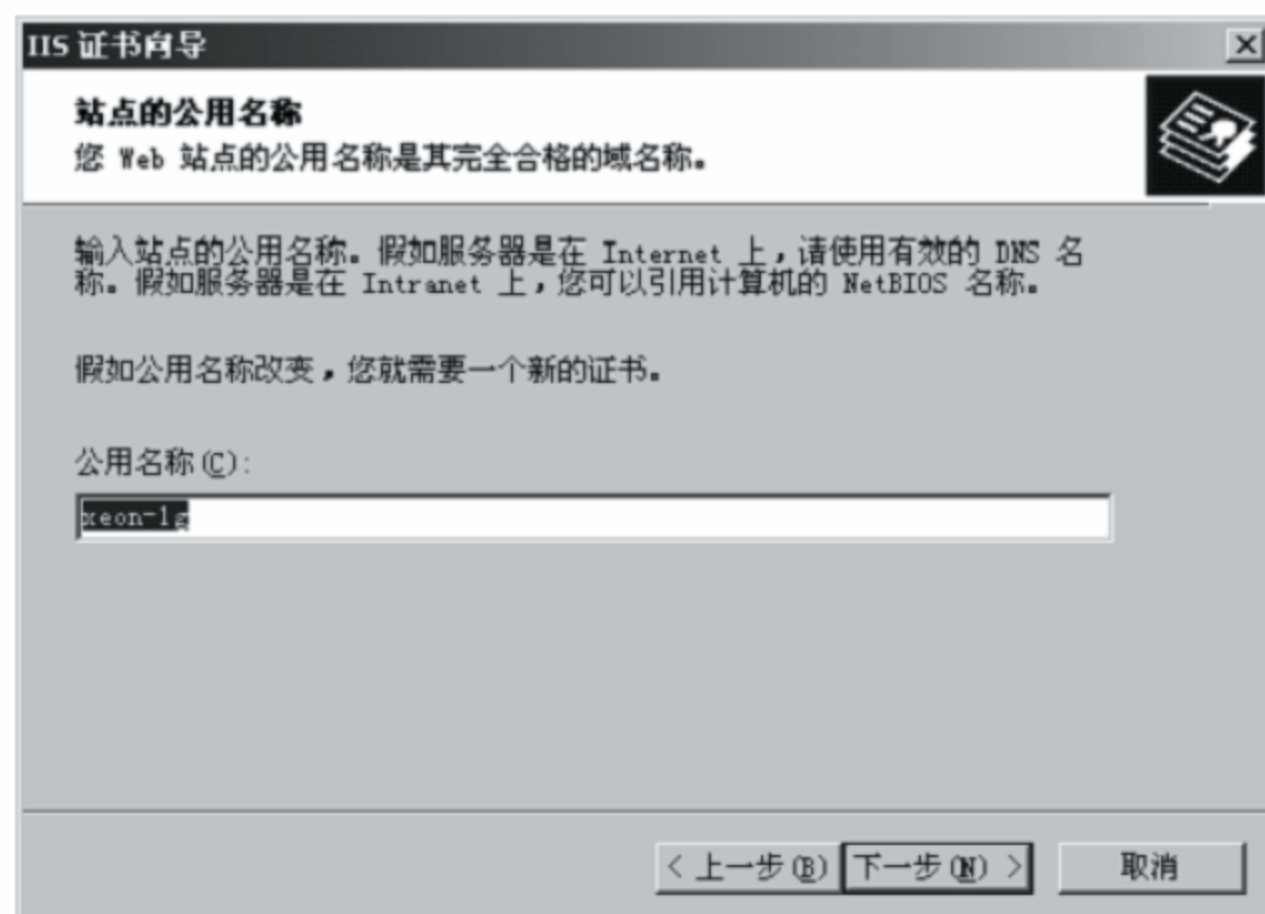 IIS 证书向导
站点的公用名称
您 Web 站点的公用名称是其完全合格的域名称。
输入站点的公用名称。假如服务器是在 Internet 上，请使用有效的 DNS 名
称。假如服务器是在 Intranet 上，您可以引用计算机的 NetBIOS 名称。
假如公用名称改变，您就需要一个新的证书。
公用名称(C):
xeon-1g
< 上一步(B) 下一步(N) > 取消